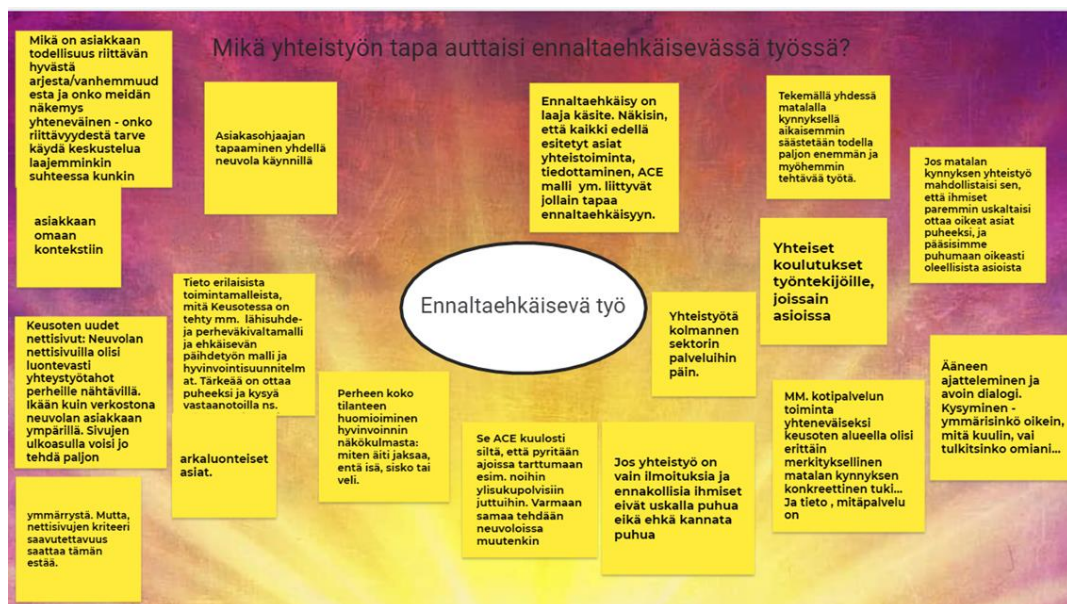 Mikä yhteistyön tapa auttaisi ennaltaehkäisevässä työssä?
Mikä on asiakkaan
todellisuus riittävän
hyvästä
arjesta/vanhemmuud
esta ja onko meidän
näkemys
yhteneväinen - onko
riittävyydestä tarve
käydä keskustelua
laajemminkin
suhteessa kunkin
asiakkaan
omaan
kontekstiin
Asiakasohjaajan
tapaaminen yhdellä
neuvola käynnillä
Ennaltaehkäisy on
laaja käsite. Näkisin,
että kaikki edellä
esitetyt asiat
yhteistoiminta,
tiedottaminen, ACE
malli ym. liittyvät
jollain tapaa
ennaltaehkäisyyn.
Tekemällä yhdessä
matalalla
kynnyksellä
aikaisemmin
säästetään todella
paljon enemmän ja
myöhemmin
tehtävää työtä.
Jos matalan
kynnyksen yhteistyö
mahdollistaisi sen,
että ihmiset
paremmin uskaltaisi
ottaa oikeat asiat
puheeksi, ja
pääsisimme
puhumaan oikeasti
oleellisista asioista
Yhteiset
koulutukset
työntekijöille,
joissain
asioissa
Ennaltaehkäisevä työ
Yhteistyötä
kolmannen
sektorin
palveluihin
päin.
Keusoten uudet
nettisivut: Neuvolan
nettisivuilla olisi
luontevasti
yhteystyötahot
perheille nähtävillä.
Ikään kuin verkostona
neuvolan asiakkaan
ympärillä. Sivujen
ulkoasulla voisi jo
tehdä paljon
ymmärrystä. Mutta,
nettisivujen kriteeri
saavutettavuus
saattaa tämän
estää.
Tieto erilaisista
toimintamalleista,
mitä Keusotessa on
tehty mm. lähisuhde-
ja perheväkivaltamalli
ja ehkäisevän
päihdetyön malli ja
hyvinvointisuunnitelm
at. Tärkeää on ottaa
puheeksi ja kysyä
vastaanotoilla ns.
arkaluonteiset
asiat.
Perheen koko
tilanteen
huomioiminen
hyvinvoinnin
näkökulmasta:
miten äiti jaksaa,
entä isä, sisko tai
veli.
Se ACE kuulosti
siltä, että pyritään
ajoissa tarttumaan
esim. noihin
ylisukupolvisiin
juttuihin. Varmaan
samaa tehdään
neuvoloissa
muutenkin
Jos yhteistyö on
vain ilmoituksia ja
ennakollisia ihmiset
eivät uskalla puhua
eikä ehkä kannata
puhua
MM. kotipalvelun
toiminta
yhteneväiseksi
keusoten alueella olisi
erittäin
merkityksellinen
matalan kynnyksen
konkreettinen tuki...
Ja tieto , mitäpalvelu
on
Ääneen
ajatteleminen ja
avoin dialogi.
Kysyminen -
ymmärisinkö oikein,
mitä kuulin, vai
tulkitsinko omiani...